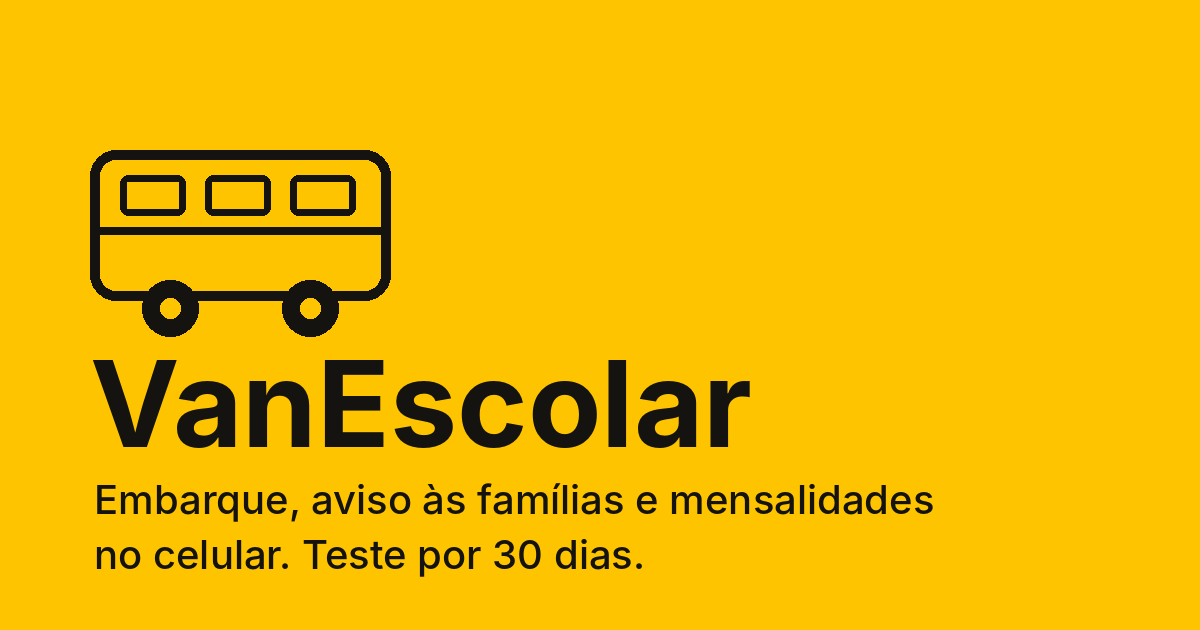 VanEscolar
Embarque, aviso às famílias e mensalidades
no celular. Teste por 30 dias.